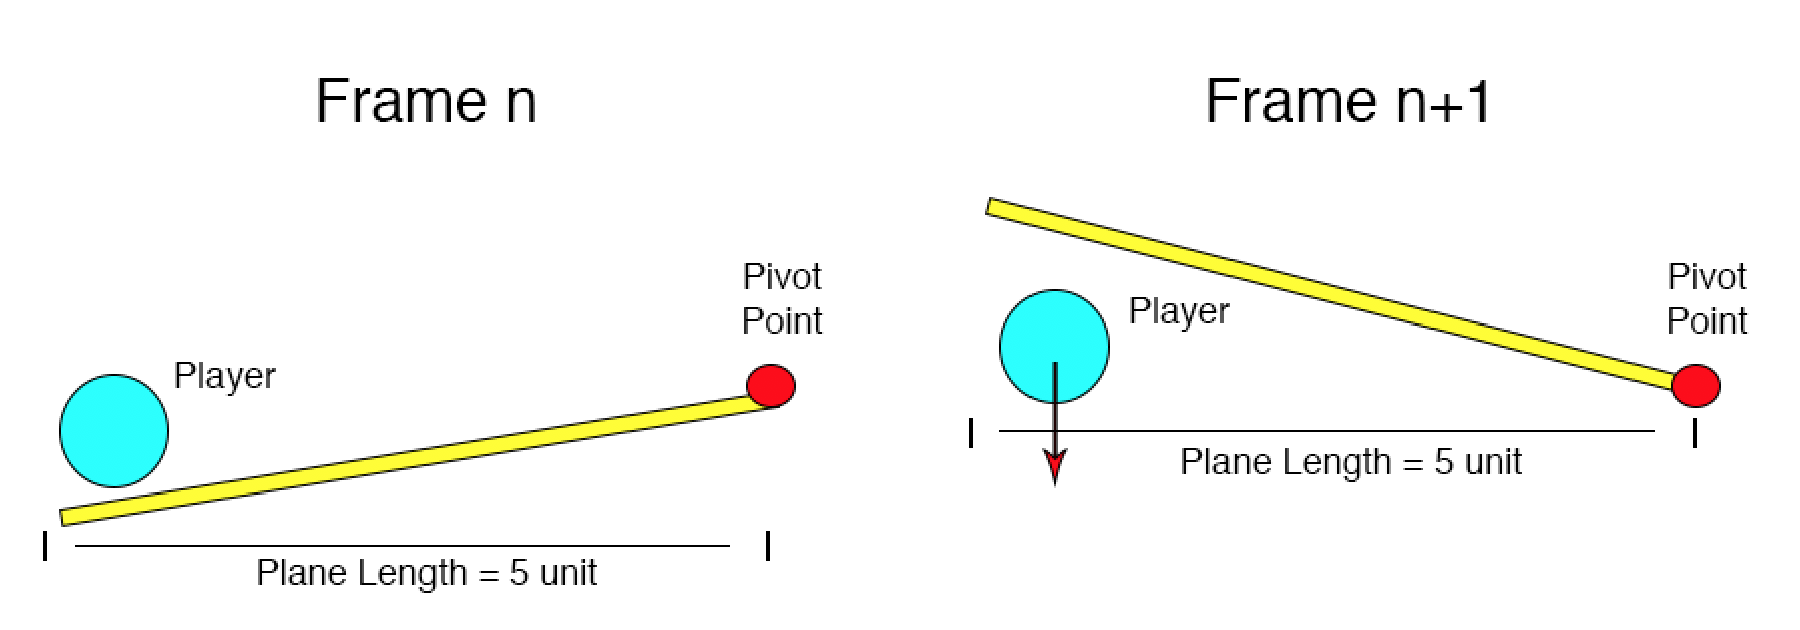 Frame n
Pivot
Point
Player
Plane Length = 5 unit
Frame n+1
Pivot
Point
Player
Plane Length = 5 unit